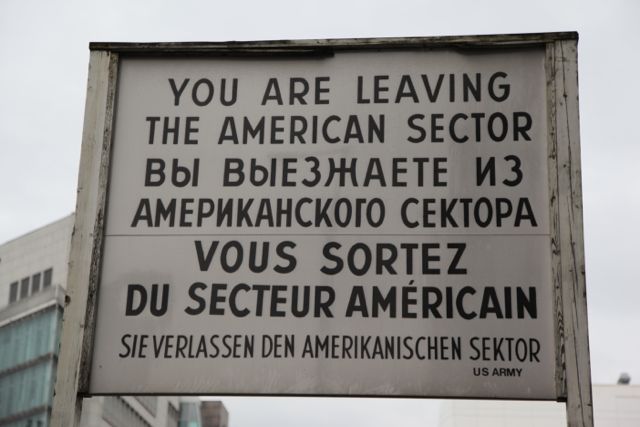 YOU ARE LEAVING
THE AMERICAN SECTOR
ВЫ ВЫЕЗЖАЕТЕ ИЗ
АМЕРИКАНСКОГО СЕКТОРА
VOUS SORTEZ
DU SECTEUR AMÉRICAIN
SIE VERLASSEN DEN AMERIKANISCHEN SEKTOR
US ARMY